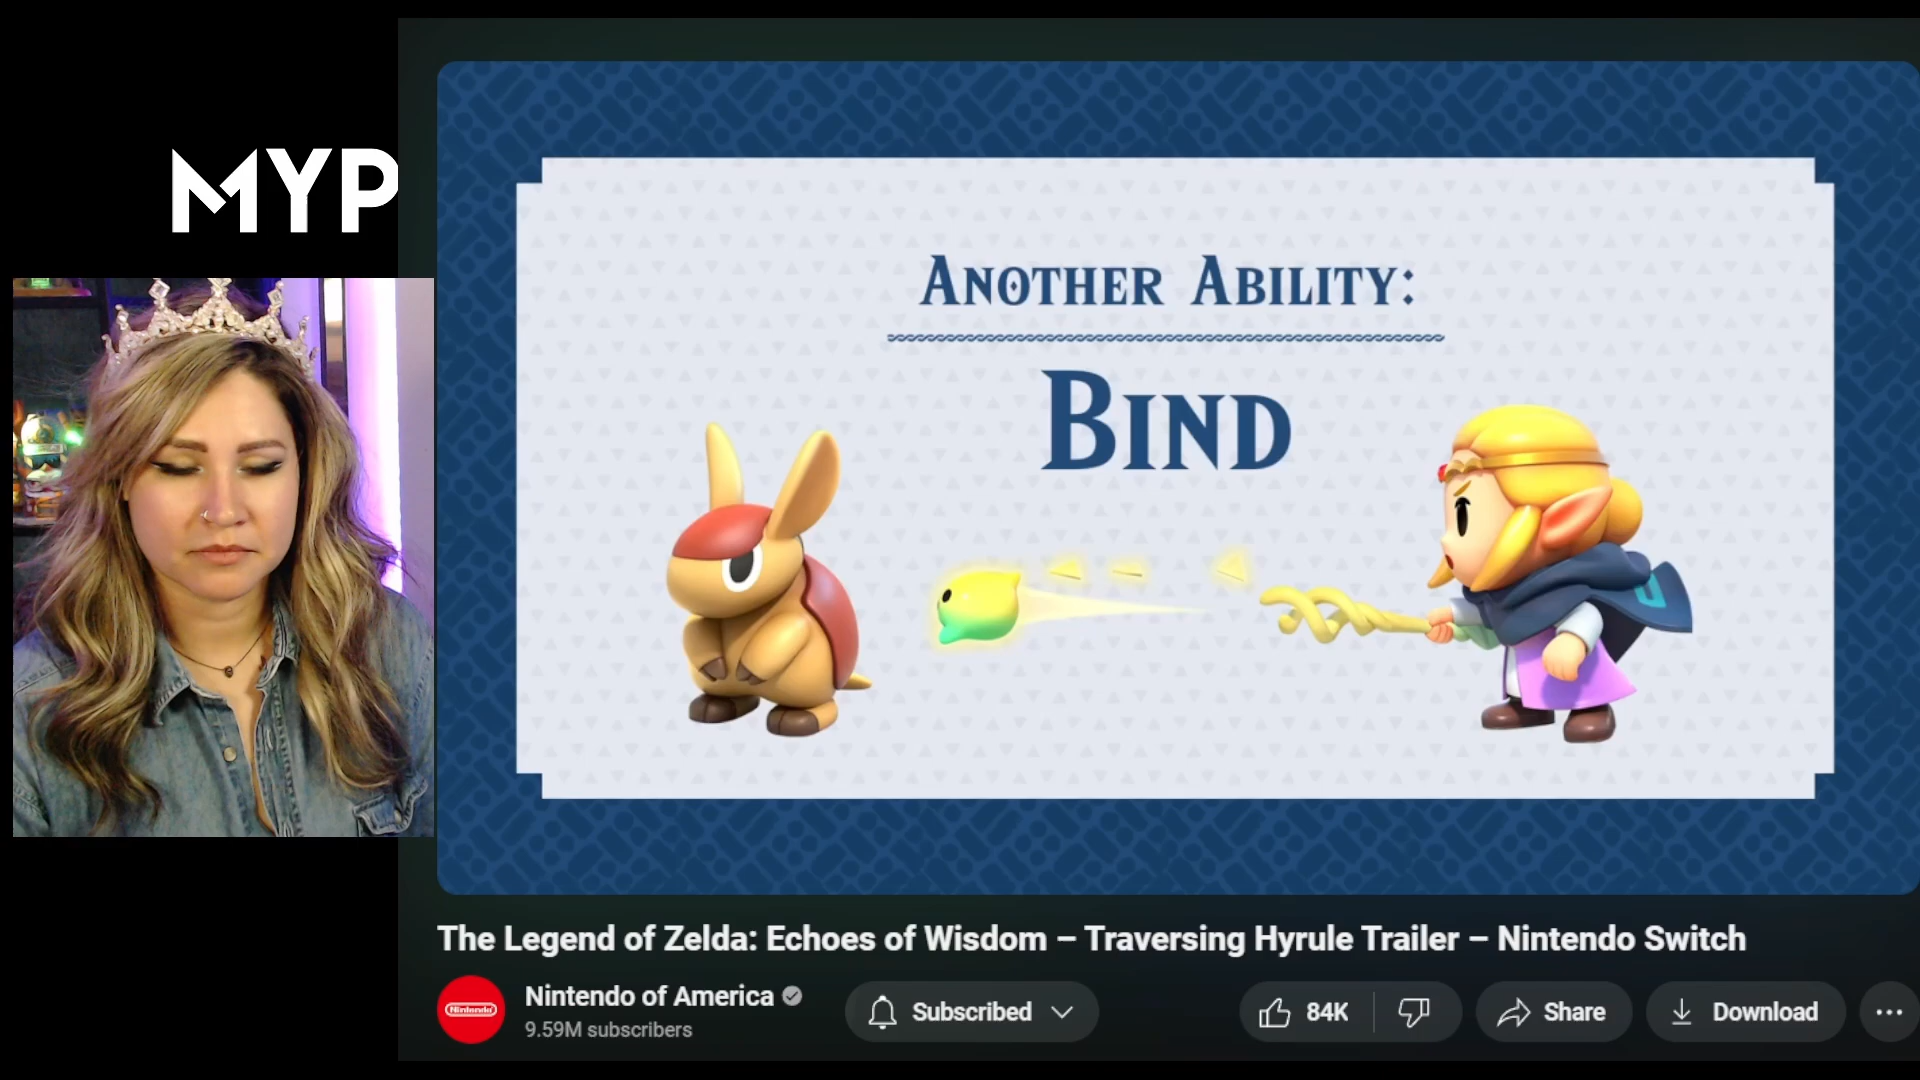 MYP
ANOTHER ABILITY:
BIND
The Legend of Zelda: Echoes of Wisdom – Traversing Hyrule Trailer – Nintendo Switch
Nintendo
Nintendo of America
9.59M subscribers
Subscribed
84K
Share
Download